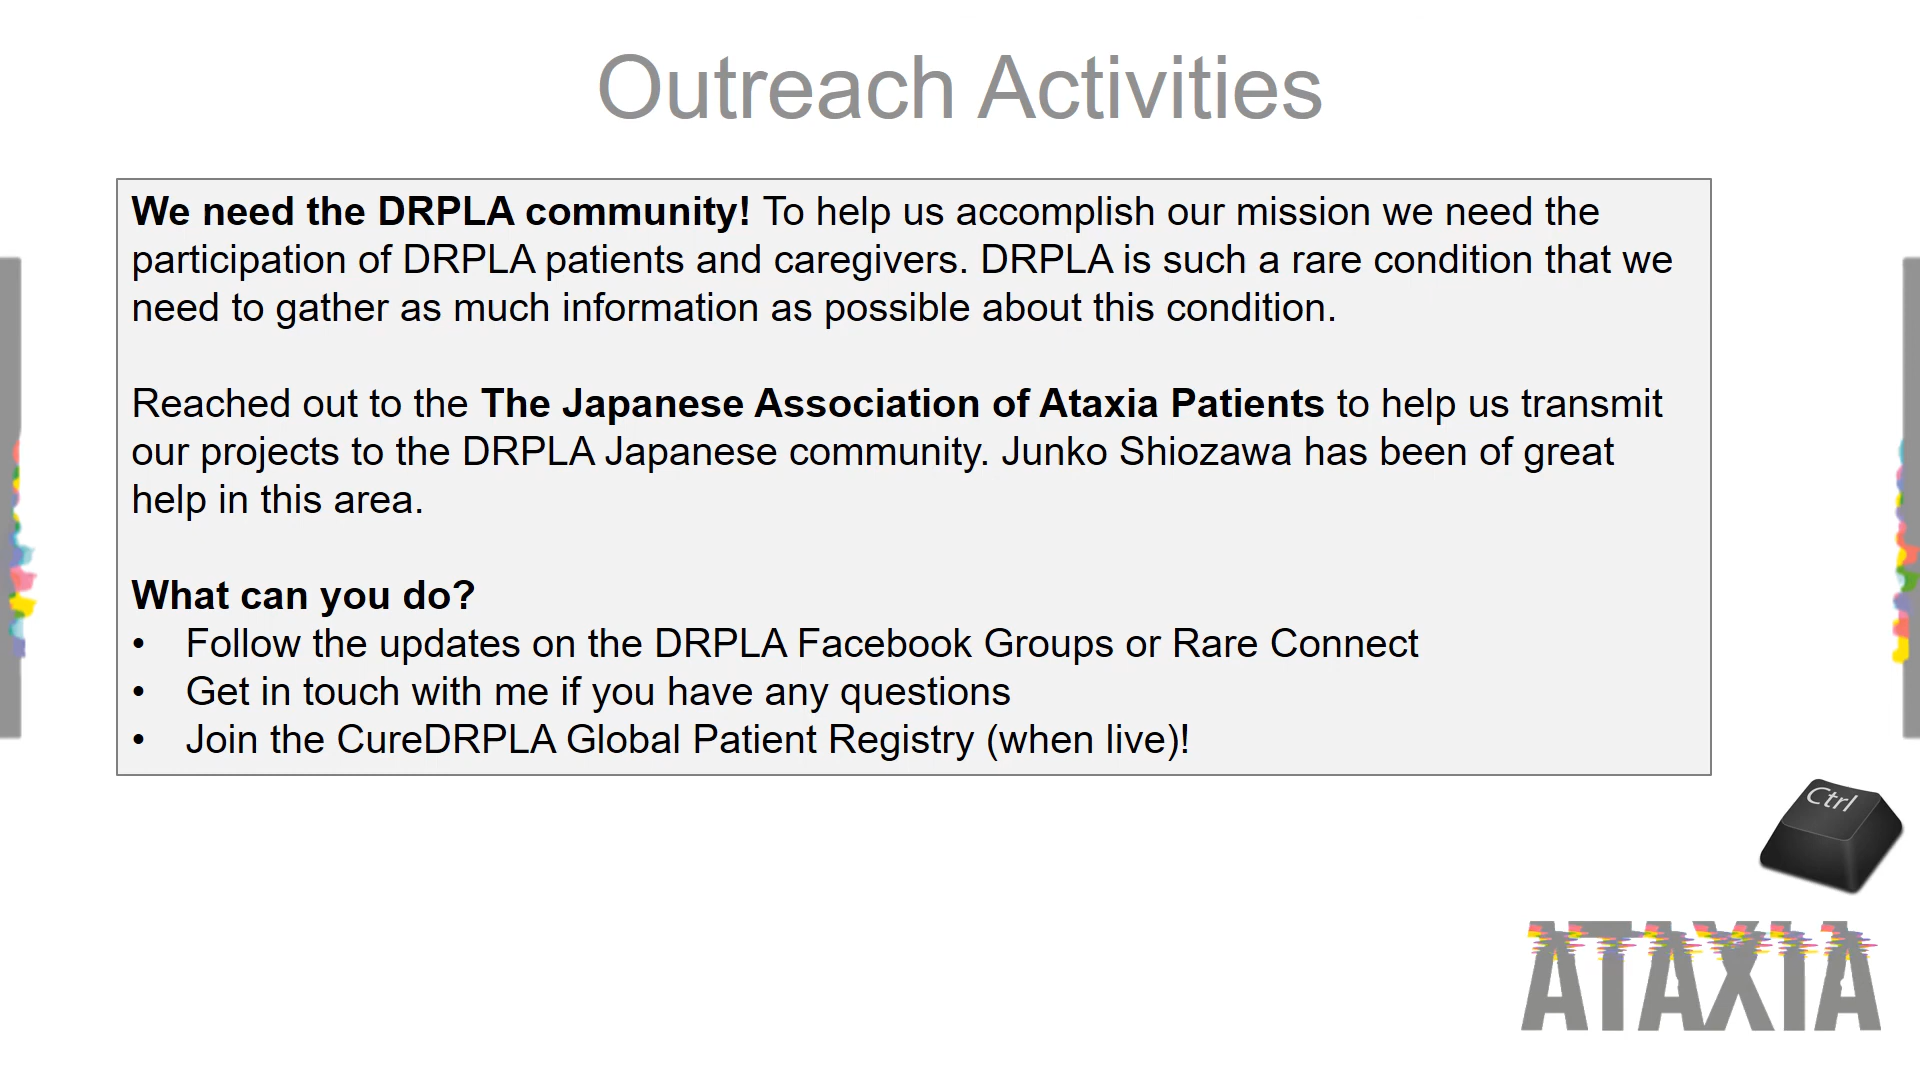 Outreach Activities
We need the DRPLA community! To help us accomplish our mission we need the
participation of DRPLA patients and caregivers. DRPLA is such a rare condition that we
need to gather as much information as possible about this condition.
Reached out to the The Japanese Association of Ataxia Patients to help us transmit
our projects to the DRPLA Japanese community. Junko Shiozawa has been of great
help in this area.
What can you do?
• Follow the updates on the DRPLA Facebook Groups or Rare Connect
• Get in touch with me if you have any questions
• Join the CureDRPLA Global Patient Registry (when live)!
Ctrl
ATAXIA